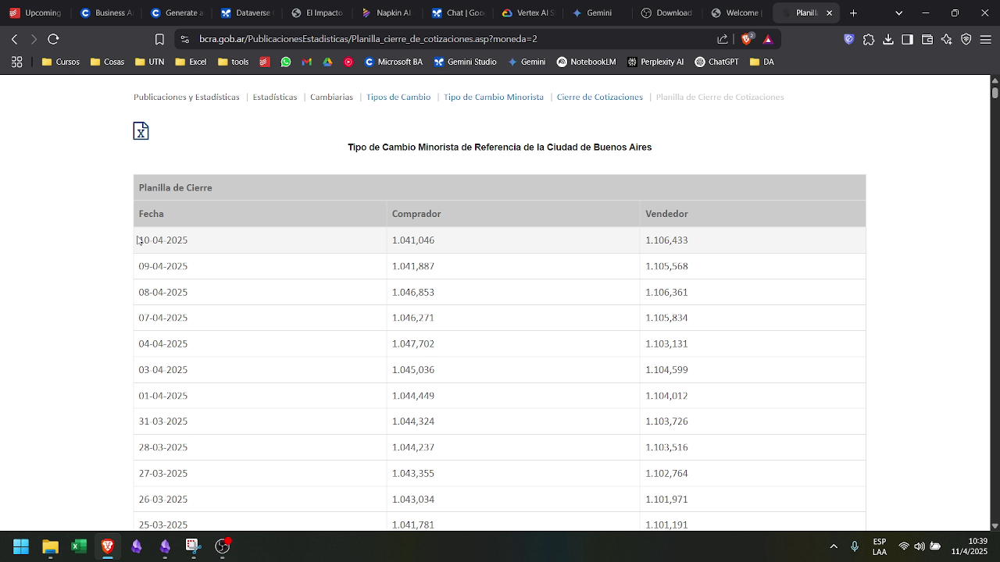 Upcoming
Business A
Generate a
Dataverse
El Impacto
Napkin AI
Chat | Goo
Vertex AI S
Gemini
Download
Welcome
Planill
bcra.gob.ar/PublicacionesEstadisticas/Planilla_cierre_de_cotizaciones.asp?moneda=2
2
Cursos
Cosas
UTN
Excel
tools
Microsoft BA
Gemini Studio
Gemini
NotebookLM
Perplexity AI
ChatGPT
DA
Publicaciones y Estadísticas | Estadísticas | Cambiarias | Tipos de Cambio | Tipo de Cambio Minorista | Cierre de Cotizaciones | Planilla de Cierre de Cotizaciones
Tipo de Cambio Minorista de Referencia de la Ciudad de Buenos Aires
Planilla de Cierre
Fecha Comprador Vendedor
10-04-2025 1.041,046 1.106,433
09-04-2025 1.041,887 1.105,568
08-04-2025 1.046,853 1.106,361
07-04-2025 1.046,271 1.105,834
04-04-2025 1.047,702 1.103,131
03-04-2025 1.045,036 1.104,599
01-04-2025 1.044,449 1.104,012
31-03-2025 1.044,324 1.103,726
28-03-2025 1.044,237 1.103,516
27-03-2025 1.043,355 1.102,764
26-03-2025 1.043,034 1.101,971
25-03-2025 1.041,781 1.101,191
ESP
LAA
10:39
11/4/2025